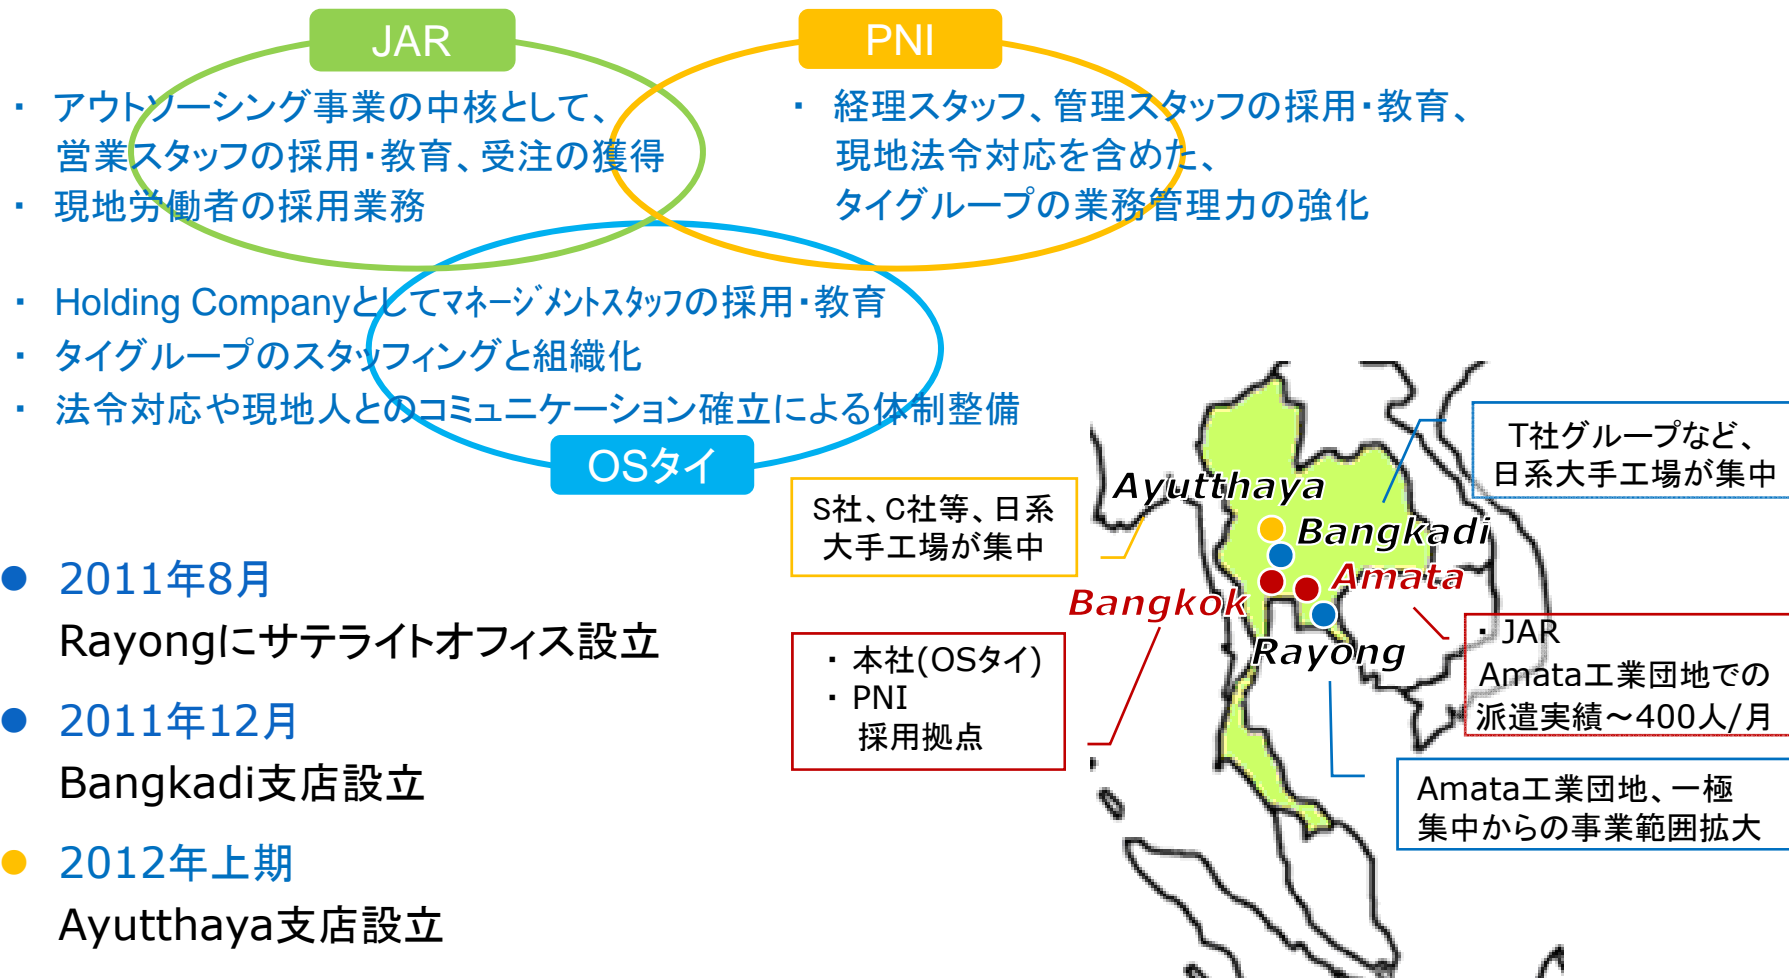 JAR
・ アウトソーシング事業の中核として、
営業スタッフの採用・教育、受注の獲得
・ 現地労働者の採用業務
PNI
・ 経理スタッフ、管理スタッフの採用・教育、
現地法令対応を含めた、
タイグループの業務管理力の強化
・ Holding Companyとしてﾏﾈｰｼﾞﾒﾝﾄｽﾀｯﾌの採用・教育
・ タイグループのスタッフィングと組織化
・ 法令対応や現地人とのコミュニケーション確立による体制整備
OSタイ
● 2011年8月
Rayongにサテライトオフィス設立
● 2011年12月
Bangkadi支店設立
● 2012年上期
Ayutthaya支店設立
S社、C社等、日系
大手工場が集中
T社グループなど、
日系大手工場が集中
Ayutthaya
Bangkadi
Amata
Bangkok
Rayong
・ 本社(OSタイ)
・ PNI
採用拠点
・ JAR
Amata工業団地での
派遣実績～400人/月
Amata工業団地、一極
集中からの事業範囲拡大